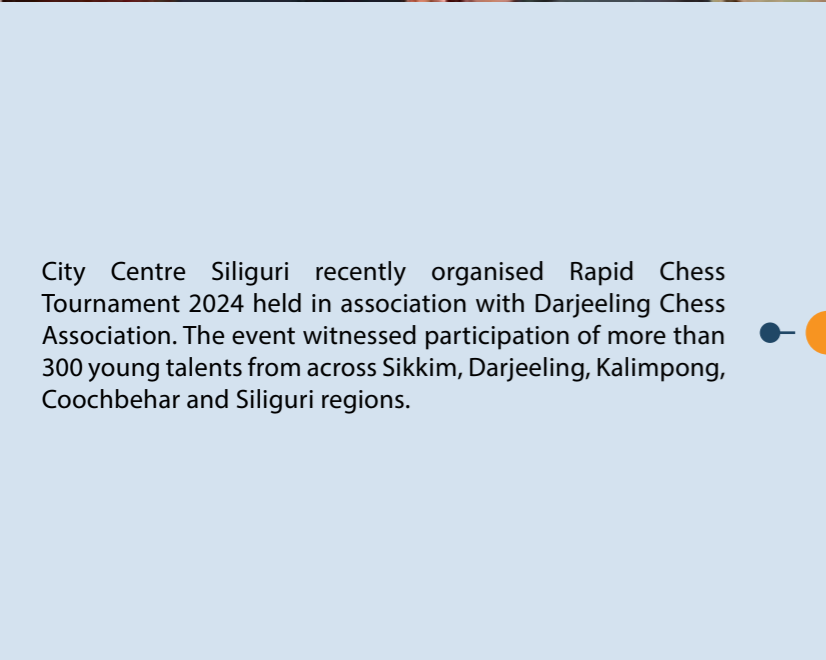 City Centre Siliguri recently organised Rapid Chess
Tournament 2024 held in association with Darjeeling Chess
Association. The event witnessed participation of more than
300 young talents from across Sikkim, Darjeeling, Kalimpong,
Coochbehar and Siliguri regions.